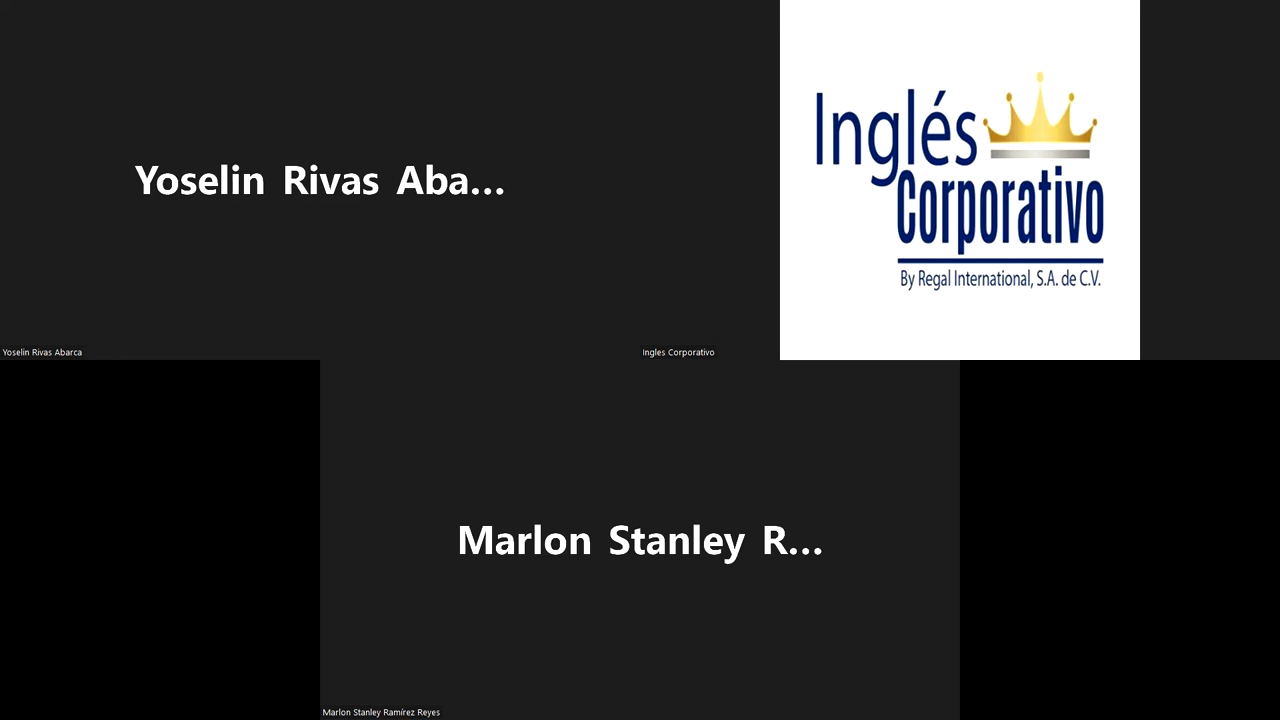 Yoselin Rivas Aba...
Inglés
Corporativo
By Regal International, S.A. de C.V.
Yoselin Rivas Abarca
Ingles Corporativo
Marlon Stanley R...
Marlon Stanley Ramírez Reyes